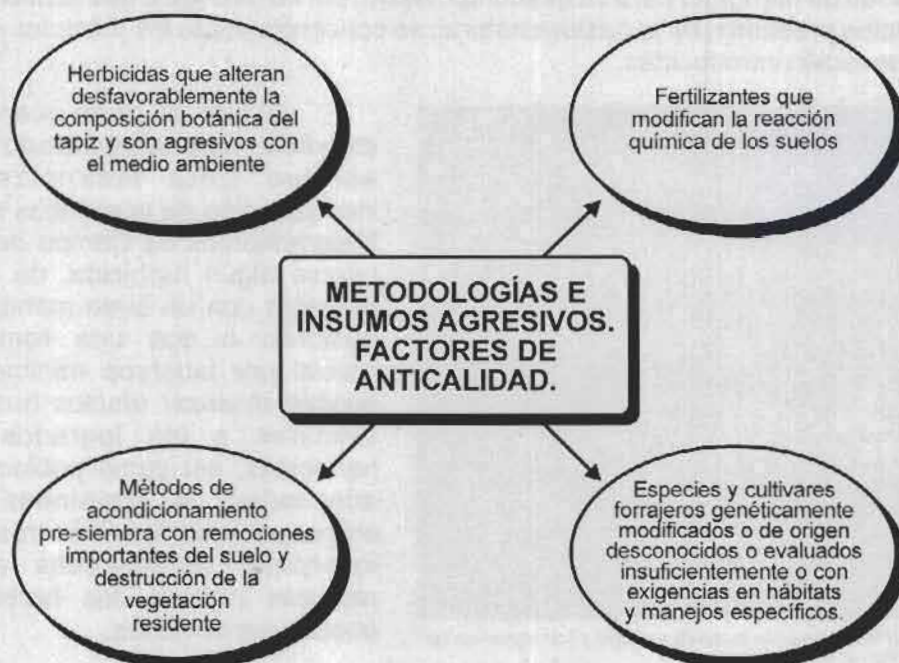 Herbicidas que alteran
desfavorablemente la
composición botánica del
tapiz y son agresivos con
el medio ambiente
Fertilizantes que
modifican la reacción
química de los suelos
METODOLOGÍAS E
INSUMOS AGRESIVOS.
FACTORES DE
ANTICALIDAD.
Métodos de
acondicionamiento
pre-siembra con remociones
importantes del suelo y
destrucción de la
vegetación
residente
Especies y cultivares
forrajeros genéticamente
modificados o de origen
desconocidos o evaluados
insuficientemente o con
exigencias en hábitats
y manejos específicos.